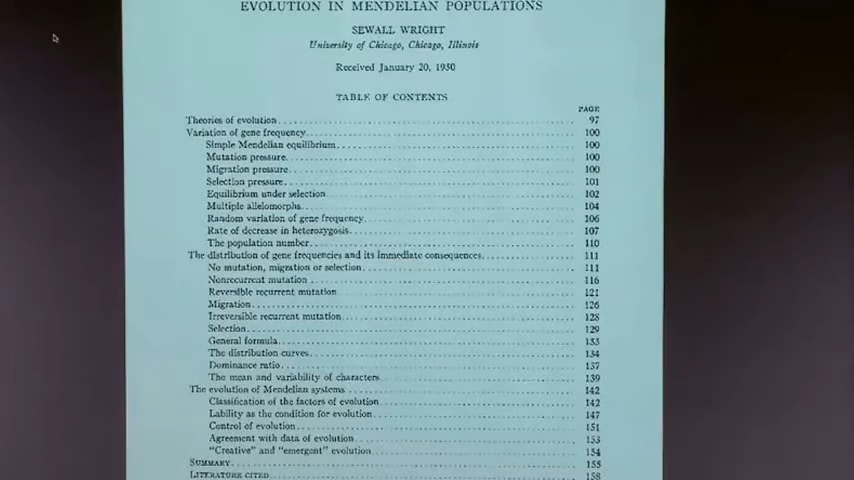 EVOLUTION IN MENDELIAN POPULATIONS
SEWALL WRIGHT
University of Chicago, Chicago, Illinois
Received January 20, 1930
TABLE OF CONTENTS
PAGE
Theories of evolution 97
Variation of gene frequency 100
Simple Mendelian equilibrium 100
Mutation pressure 100
Migration pressure 100
Selection pressure 101
Equilibrium under selection 102
Multiple allelomorphs 104
Random variation of gene frequency 106
Rate of decrease in heterozygosis 107
The population number 110
The distribution of gene frequencies and its immediate consequences 111
No mutation, migration or selection 111
Nonrecurrent mutation 116
Reversible recurrent mutation 121
Migration 126
Irreversible recurrent mutation 128
Selection 129
General formula 133
The distribution curves 134
Dominance ratio 137
The mean and variability of characters 139
The evolution of Mendelian systems 142
Classification of the factors of evolution 142
Lability as the condition for evolution 147
Control of evolution 151
Agreement with data of evolution 153
"Creative" and "emergent" evolution 154
SUMMARY 155
LITERATURE CITED 158